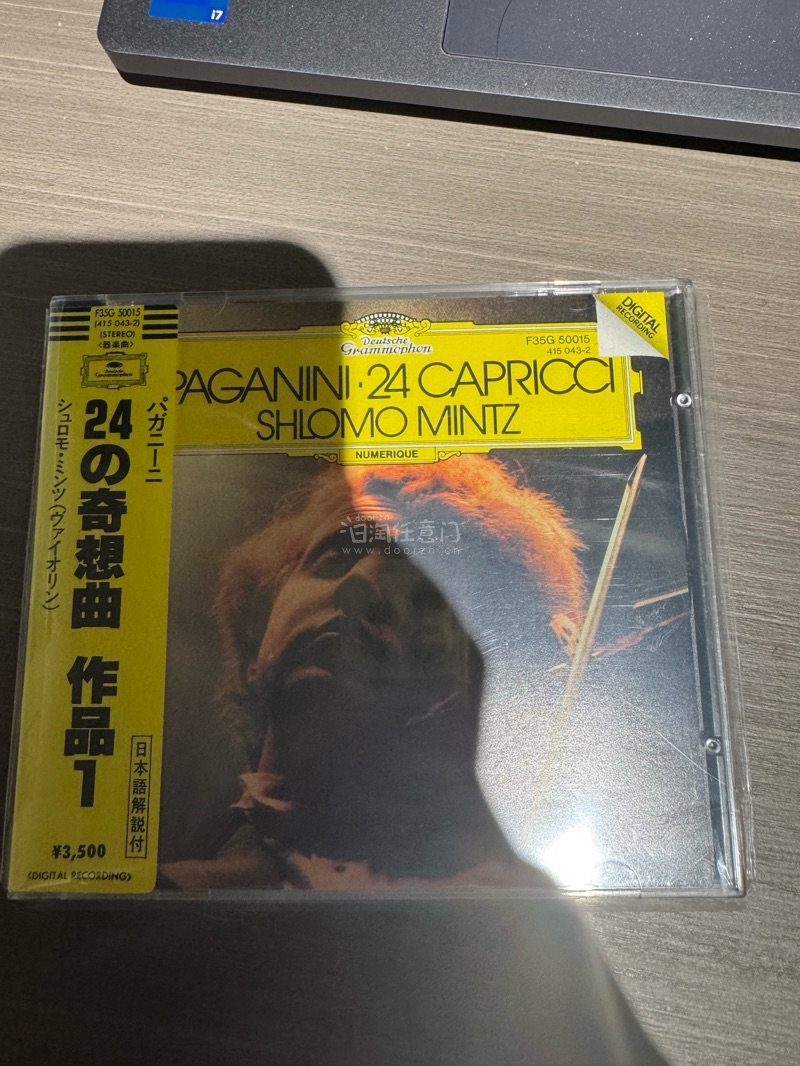 i7
F35G 50015
(415 043-2)
(STEREO)
〈器楽曲〉
パガニーニ
24の奇想曲 作品1
シュロモ・ミンツ(ヴァイオリン)
日本語解説付
¥3,500
〈DIGITAL RECORDING〉
Deutsche
Grammophon
F35G 50015
415 043-2
DIGITAL
RECORDING
PAGANINI·24 CAPRICCI
SHLOMO MINTZ
NUMERIQUE
doorzo
日淘任意门
www.doorzo.cn